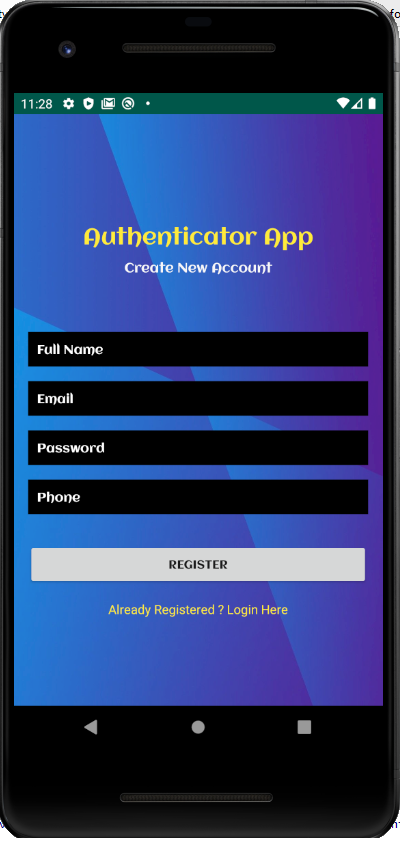 11:28
Authenticator App
Create New Account
Full Name
Email
Password
Phone
REGISTER
Already Registered ? Login Here